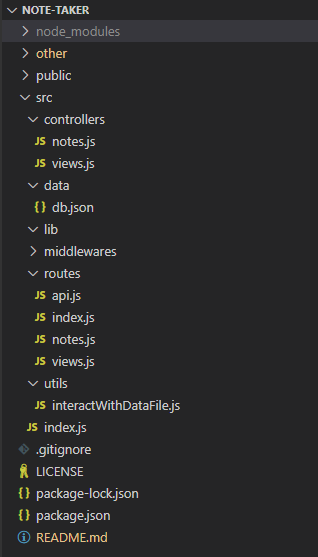 NOTE-TAKER
node_modules
other
public
src
controllers
JS notes.js
JS views.js
data
{} db.json
lib
middlewares
routes
JS api.js
JS index.js
JS notes.js
JS views.js
utils
JS interactWithDataFile.js
JS index.js
.gitignore
LICENSE
{} package-lock.json
{} package.json
README.md